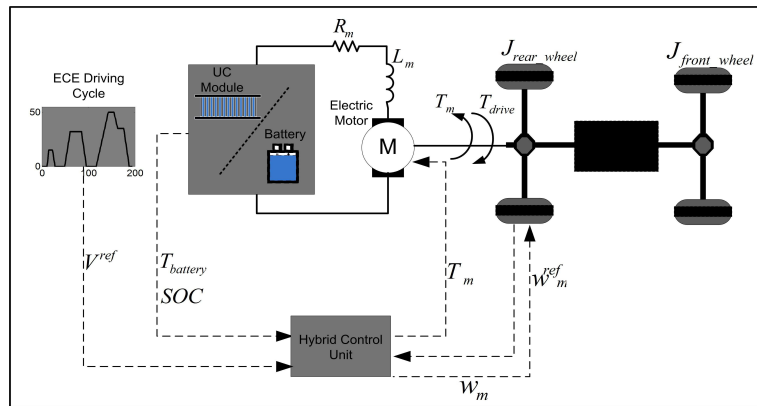 ECE Driving
Cycle
50
0
0
100
200
UC
Module
Battery
R_m
L_m
Electric
Motor
M
T_m
T_drive
J_rear_wheel
J_front_wheel
V^ref
T_battery
SOC
T_m
w_m^ref
Hybrid Control
Unit
w_m